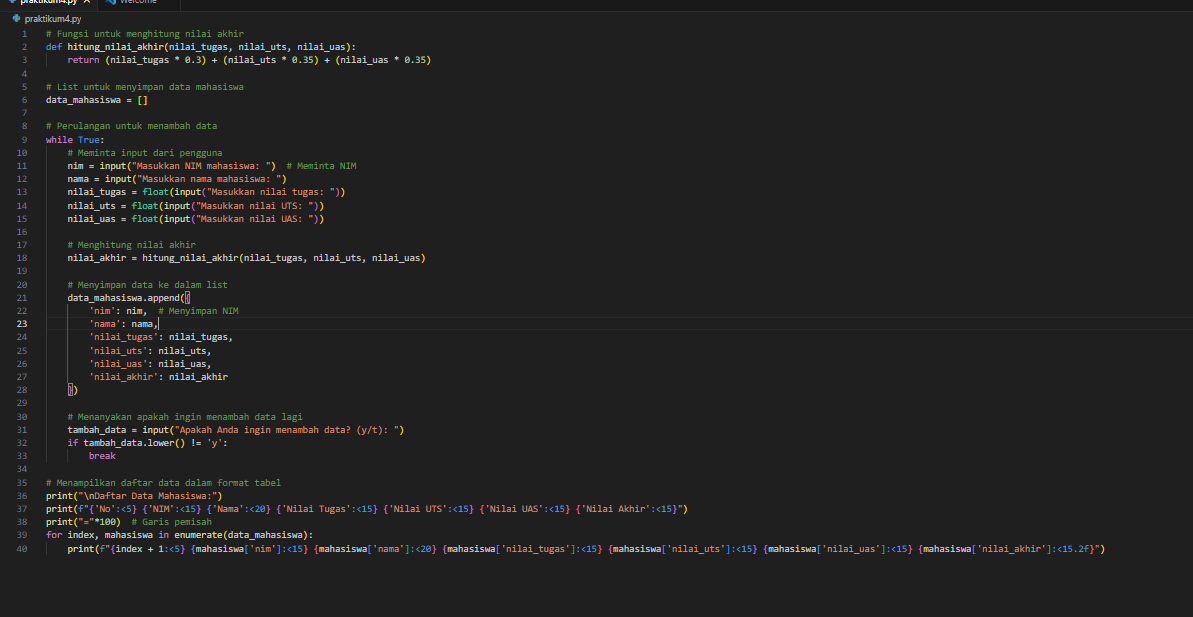 praktikum4.py × Welcome
praktikum4.py
1 # Fungsi untuk menghitung nilai akhir
2 def hitung_nilai_akhir(nilai_tugas, nilai_uts, nilai_uas):
3     return (nilai_tugas * 0.3) + (nilai_uts * 0.35) + (nilai_uas * 0.35)
4
5 # List untuk menyimpan data mahasiswa
6 data_mahasiswa = []
7
8 # Perulangan untuk menambah data
9 while True:
10     # Meminta input dari pengguna
11     nim = input("Masukkan NIM mahasiswa: ")  # Meminta NIM
12     nama = input("Masukkan nama mahasiswa: ")
13     nilai_tugas = float(input("Masukkan nilai tugas: "))
14     nilai_uts = float(input("Masukkan nilai UTS: "))
15     nilai_uas = float(input("Masukkan nilai UAS: "))
16
17     # Menghitung nilai akhir
18     nilai_akhir = hitung_nilai_akhir(nilai_tugas, nilai_uts, nilai_uas)
19
20     # Menyimpan data ke dalam list
21     data_mahasiswa.append({
22         'nim': nim,  # Menyimpan NIM
23         'nama': nama,
24         'nilai_tugas': nilai_tugas,
25         'nilai_uts': nilai_uts,
26         'nilai_uas': nilai_uas,
27         'nilai_akhir': nilai_akhir
28     })
29
30     # Menanyakan apakah ingin menambah data lagi
31     tambah_data = input("Apakah Anda ingin menambah data? (y/t): ")
32     if tambah_data.lower() != 'y':
33         break
34
35 # Menampilkan daftar data dalam format tabel
36 print("\nDaftar Data Mahasiswa:")
37 print(f"{'No':<5} {'NIM':<15} {'Nama':<20} {'Nilai Tugas':<15} {'Nilai UTS':<15} {'Nilai UAS':<15} {'Nilai Akhir':<15}")
38 print("="*100)  # Garis pemisah
39 for index, mahasiswa in enumerate(data_mahasiswa):
40     print(f"{index + 1:<5} {mahasiswa['nim']:<15} {mahasiswa['nama']:<20} {mahasiswa['nilai_tugas']:<15} {mahasiswa['nilai_uts']:<15} {mahasiswa['nilai_uas']:<15} {mahasiswa['nilai_akhir']:<15.2f}")